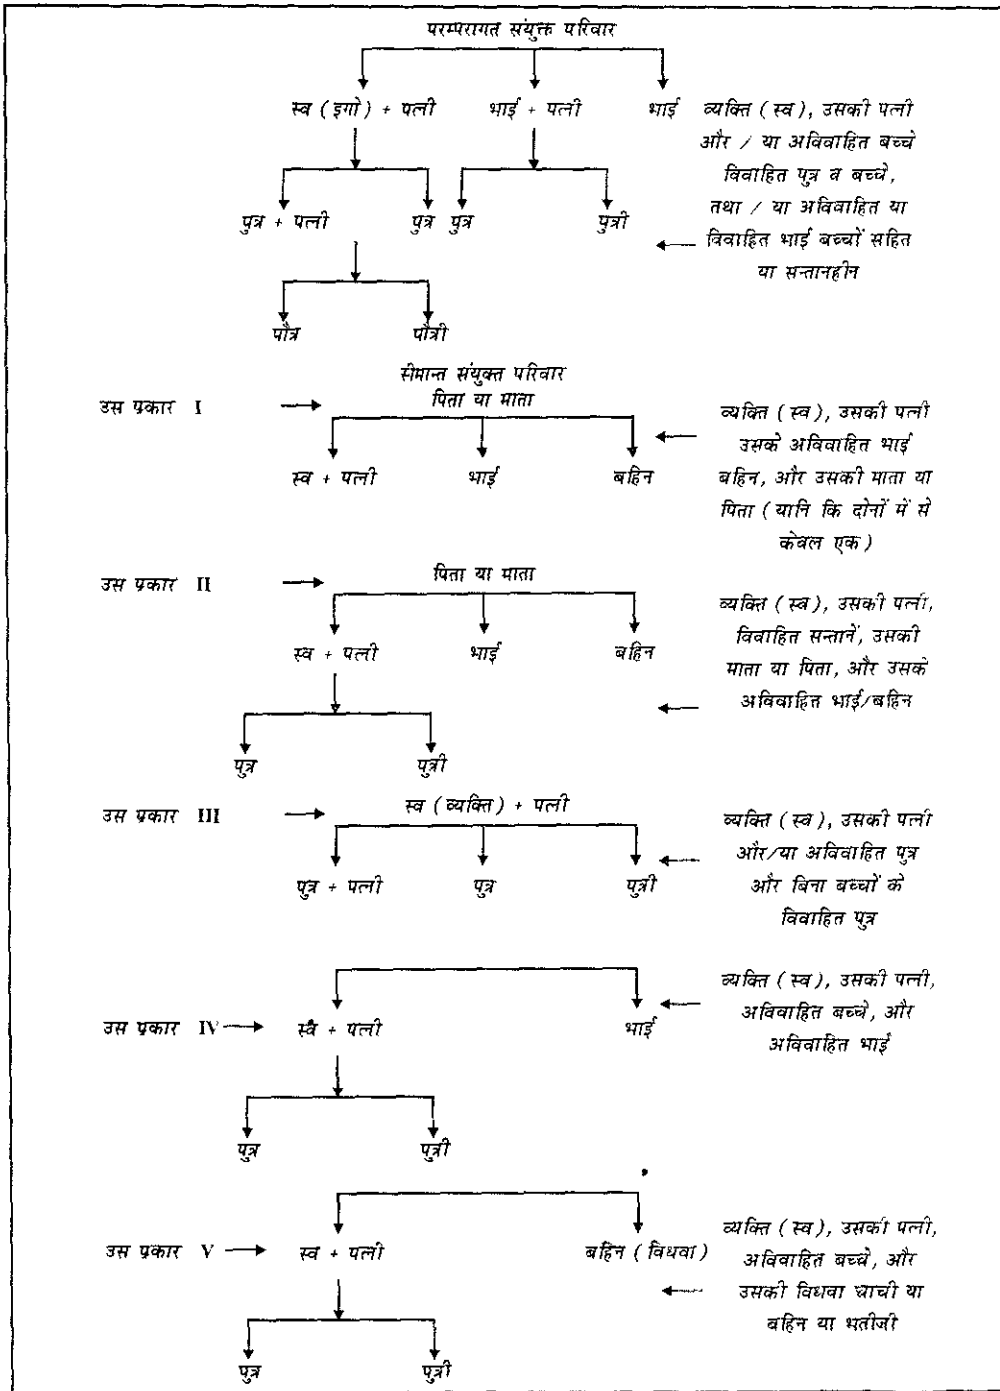 परम्परागत संयुक्त परिवार
स्व (इगो) + पत्नी भाई + पत्नी भाई
व्यक्ति (स्व), उसकी पत्नी
और / या अविवाहित बच्चे
विवाहित पुत्र व बच्चे,
तथा / या अविवाहित या
विवाहित भाई बच्चों सहित
या सन्तानहीन
पुत्र + पत्नी पुत्र पुत्र पुत्री
पौत्र पौत्री
सीमान्त संयुक्त परिवार
उस प्रकार I पिता या माता
स्व + पत्नी भाई बहिन
व्यक्ति (स्व), उसकी पत्नी
उसके अविवाहित भाई
बहिन, और उसकी माता या
पिता (यानि कि दोनों में से
केवल एक)
उस प्रकार II पिता या माता
स्व + पत्नी भाई बहिन
व्यक्ति (स्व), उसकी पत्नी,
विवाहित सन्तानें, उसकी
माता या पिता, और उसके
अविवाहित भाई/बहिन
पुत्र पुत्री
उस प्रकार III स्व (व्यक्ति) + पत्नी
पुत्र + पत्नी पुत्र पुत्री
व्यक्ति (स्व), उसकी पत्नी
और/या अविवाहित पुत्र
और बिना बच्चों के
विवाहित पुत्र
उस प्रकार IV स्व + पत्नी भाई
व्यक्ति (स्व), उसकी पत्नी,
अविवाहित बच्चे, और
अविवाहित भाई
पुत्र पुत्री
उस प्रकार V स्व + पत्नी बहिन (विधवा)
व्यक्ति (स्व), उसकी पत्नी,
अविवाहित बच्चे, और
उसकी विधवा चाची या
बहिन या भतीजी
पुत्र पुत्री